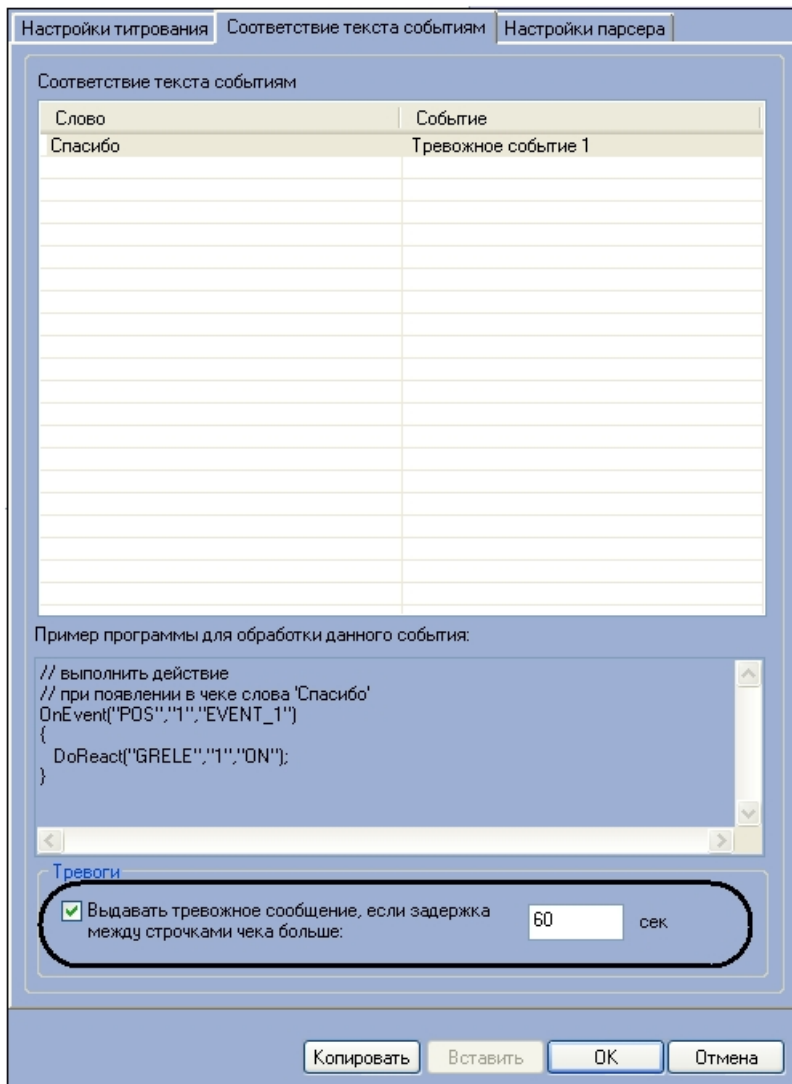 Настройки титрования Соответствие текста событиям Настройки парсера
Соответствие текста событиям
Слово Событие
Спасибо Тревожное событие 1
Пример программы для обработки данного события:
// выполнить действие
// при появлении в чеке слова 'Спасибо'
OnEvent("POS","1","EVENT_1")
{
DoReact("GRELE","1","ON");
}
Тревоги
Выдавать тревожное сообщение, если задержка
между строчками чека больше: 60 сек
Копировать Вставить OK Отмена